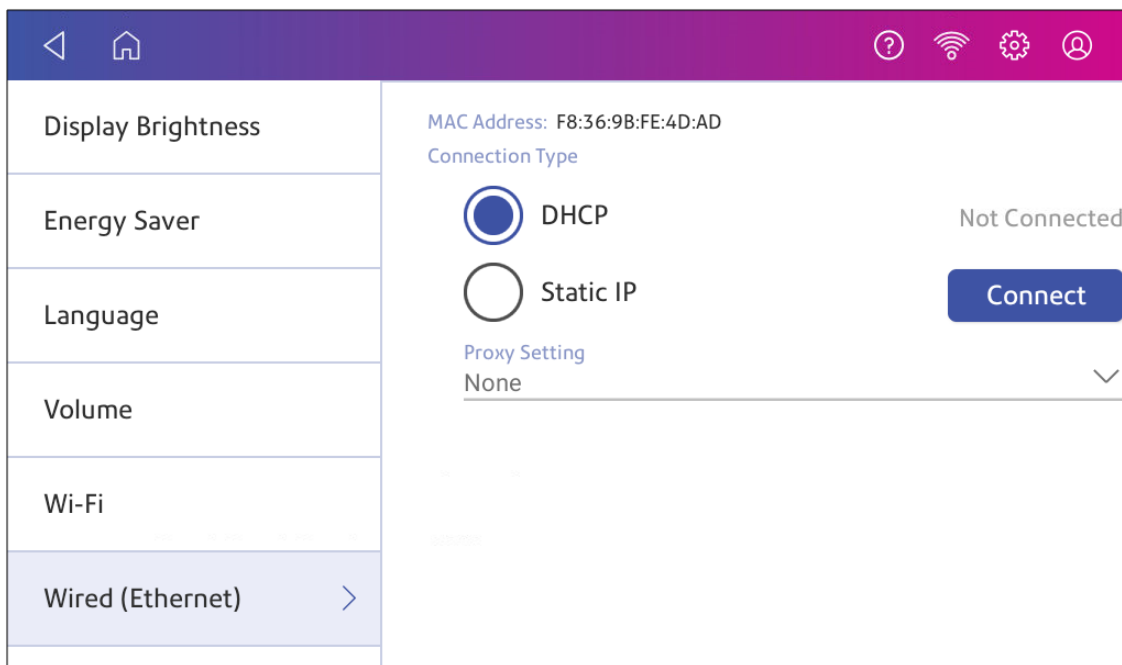 Display Brightness
Energy Saver
Language
Volume
Wi-Fi
Wired (Ethernet)
MAC Address: F8:36:9B:FE:4D:AD
Connection Type
DHCP
Not Connected
Static IP
Connect
Proxy Setting
None